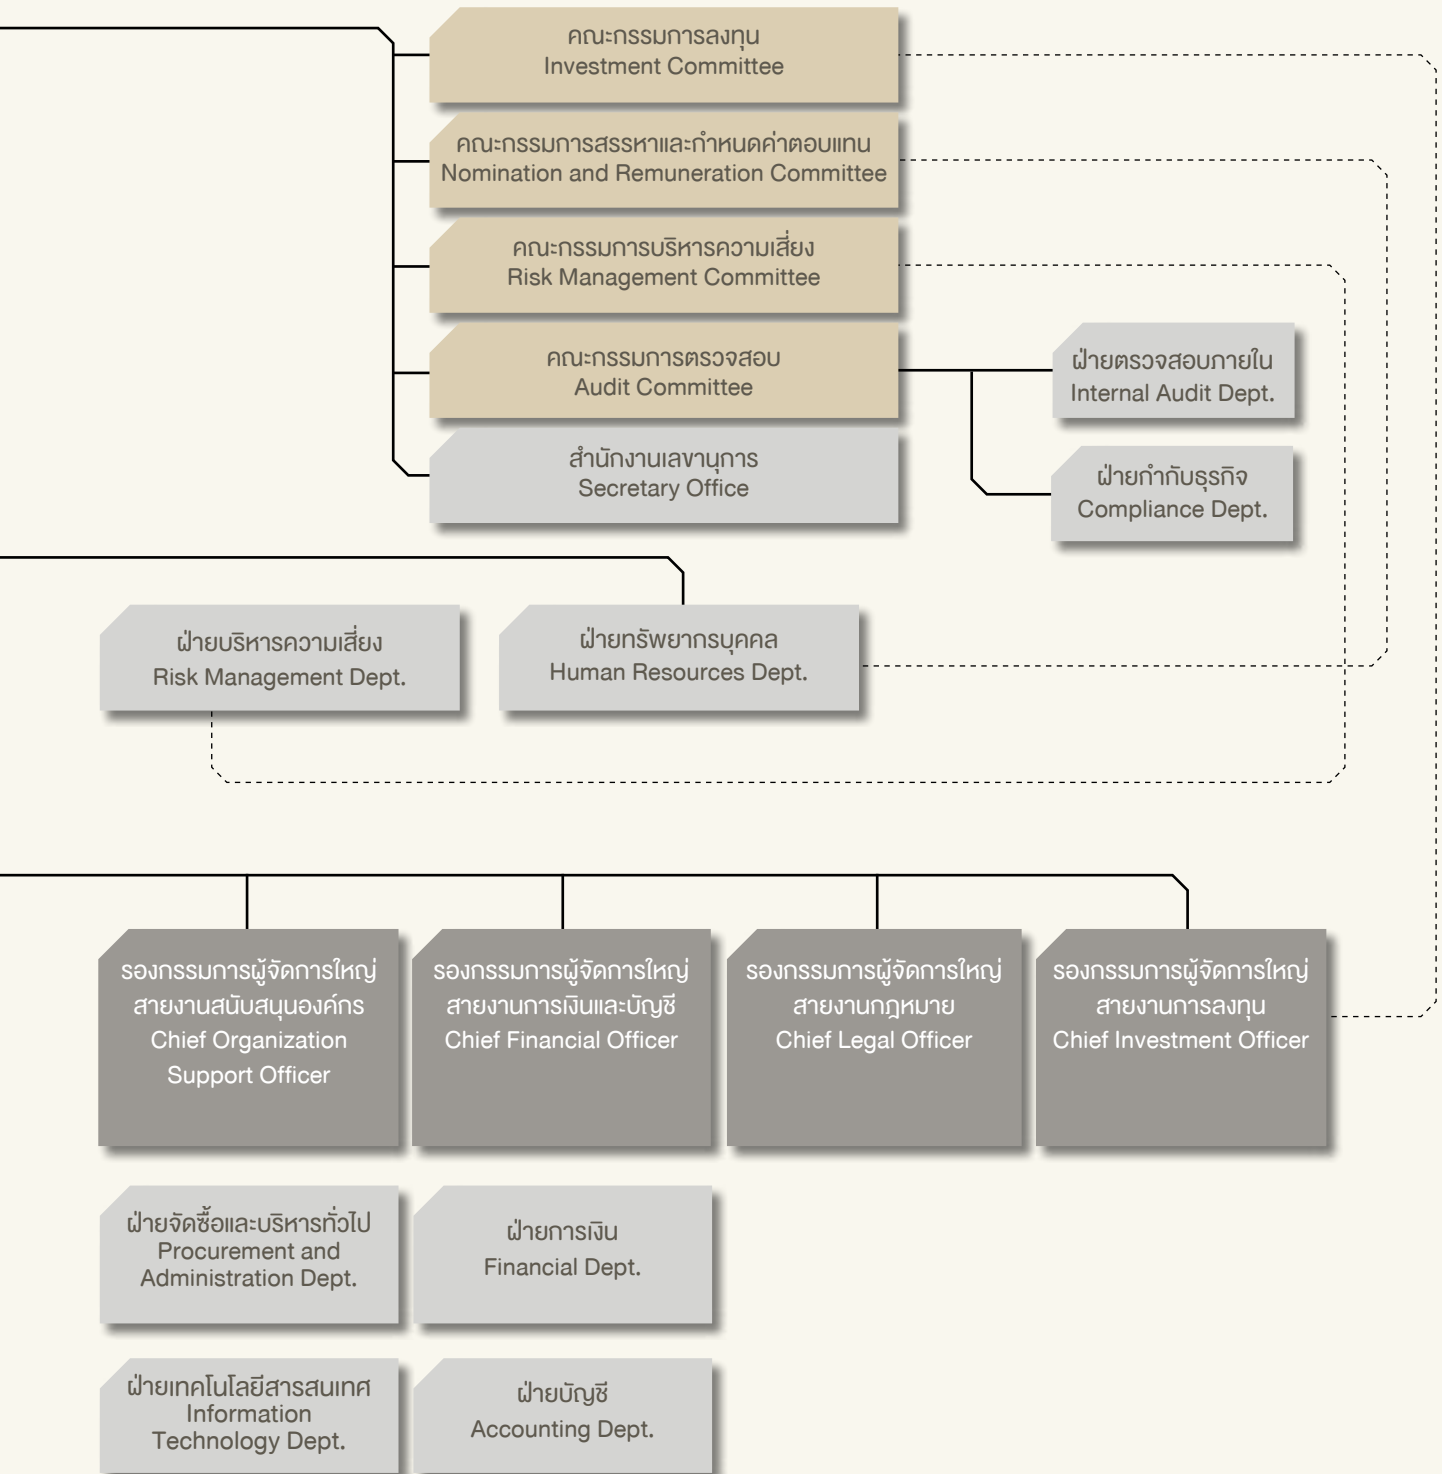 คณะกรรมการลงทุน
Investment Committee
คณะกรรมการสรรหาและกำหนดค่าตอบแทน
Nomination and Remuneration Committee
คณะกรรมการบริหารความเสี่ยง
Risk Management Committee
คณะกรรมการตรวจสอบ
Audit Committee
ฝ่ายตรวจสอบภายใน
Internal Audit Dept.
สำนักงานเลขานุการ
Secretary Office
ฝ่ายกำกับธุรกิจ
Compliance Dept.
ฝ่ายบริหารความเสี่ยง
Risk Management Dept.
ฝ่ายทรัพยากรบุคคล
Human Resources Dept.
รองกรรมการผู้จัดการใหญ่
สายงานสนับสนุนองค์กร
Chief Organization
Support Officer
รองกรรมการผู้จัดการใหญ่
สายงานการเงินและบัญชี
Chief Financial Officer
รองกรรมการผู้จัดการใหญ่
สายงานกฎหมาย
Chief Legal Officer
รองกรรมการผู้จัดการใหญ่
สายงานการลงทุน
Chief Investment Officer
ฝ่ายจัดซื้อและบริหารทั่วไป
Procurement and
Administration Dept.
ฝ่ายการเงิน
Financial Dept.
ฝ่ายเทคโนโลยีสารสนเทศ
Information
Technology Dept.
ฝ่ายบัญชี
Accounting Dept.